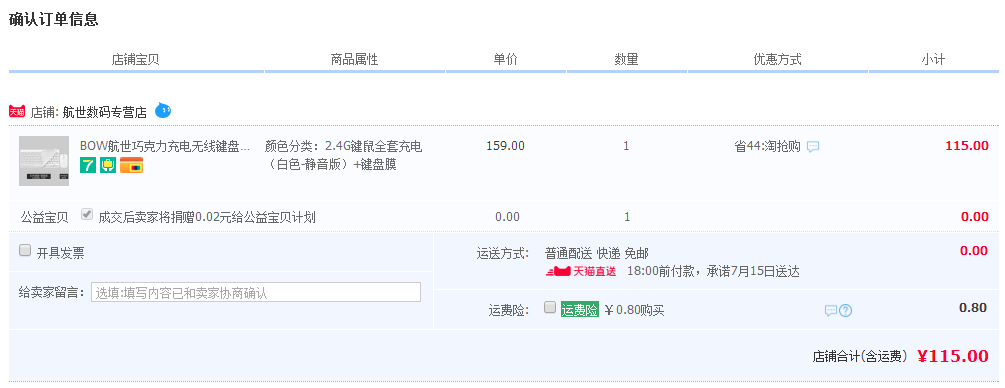 确认订单信息
店铺宝贝 商品属性 单价 数量 优惠方式 小计
天猫 店铺: 航世数码专营店
BOW航世巧克力充电无线键盘... 颜色分类：2.4G键鼠全套充电 159.00 1 省44:淘抢购 115.00
（白色-静音版）+键盘膜
7
公益宝贝 成交后卖家将捐赠0.02元给公益宝贝计划 0.00 1 0.00
开具发票 运送方式: 普通配送 快递 免邮 0.00
天猫直送 18:00前付款，承诺7月15日送达
给卖家留言: 选填:填写内容已和卖家协商确认
运费险: 运费险 ￥0.80购买 ? 0.80
店铺合计(含运费) ¥115.00